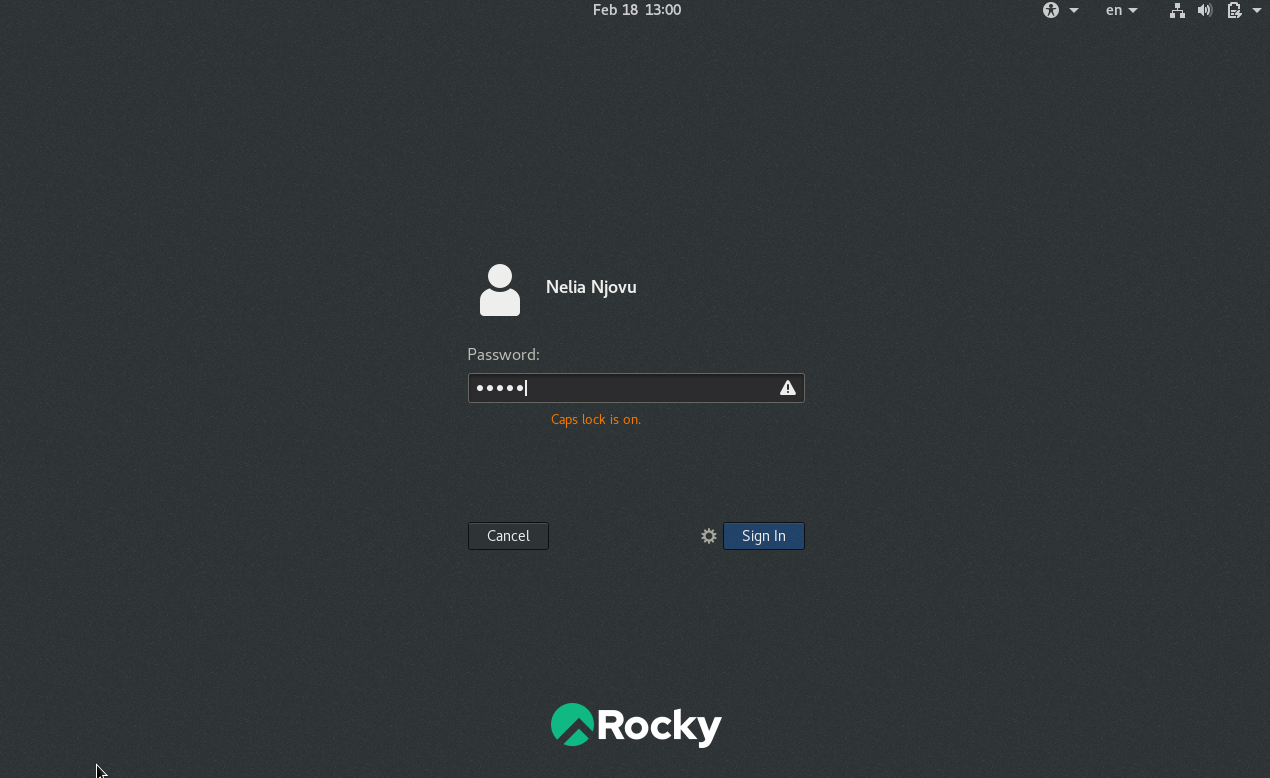 Feb 18 13:00
en
Nelia Njovu
Password:
•••••
Caps lock is on.
Cancel
Sign In
Rocky